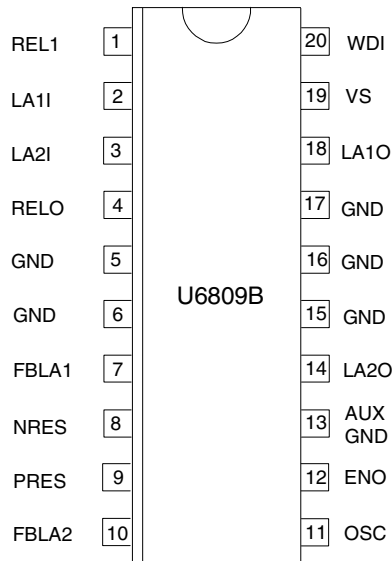 REL1 1 20 WDI
LA1I 2 19 VS
LA2I 3 18 LA1O
RELO 4 17 GND
GND 5 16 GND
U6809B
GND 6 15 GND
FBLA1 7 14 LA2O
NRES 8 13 AUX
GND
PRES 9 12 ENO
FBLA2 10 11 OSC